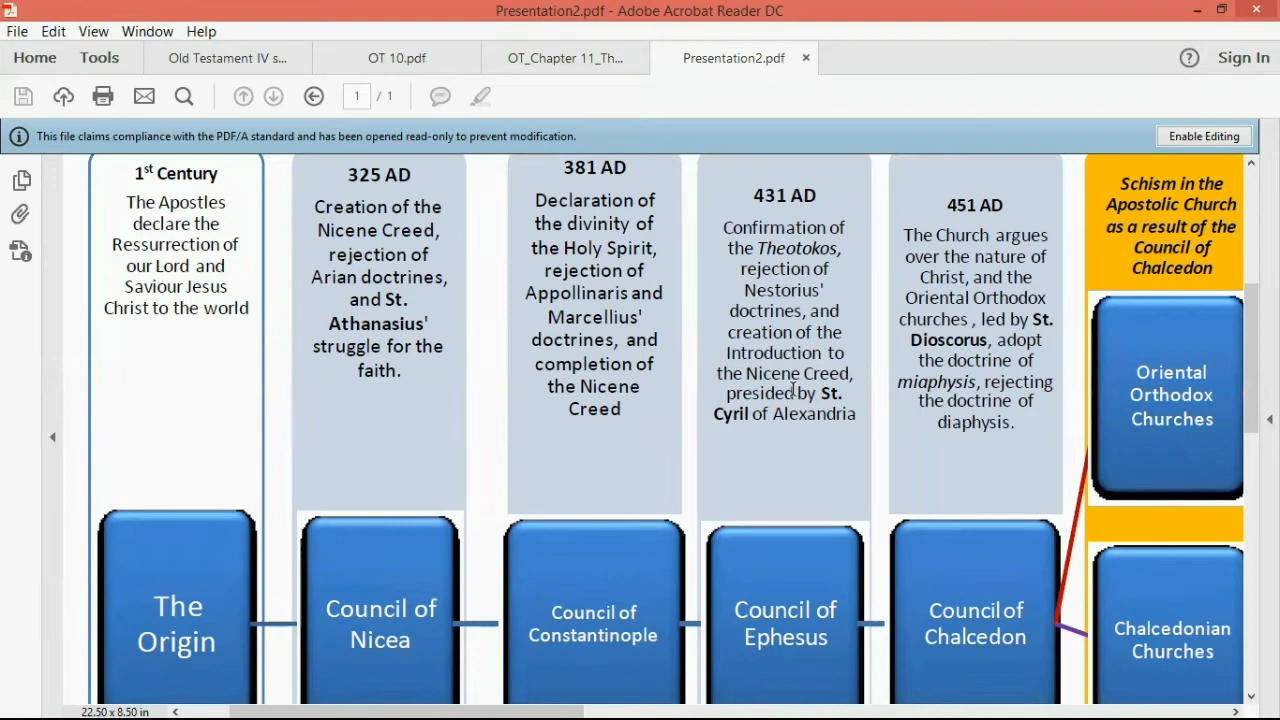 Presentation2.pdf - Adobe Acrobat Reader DC
File Edit View Window Help
Home Tools Old Testament IV s... OT 10.pdf OT_Chapter 11_Th... Presentation2.pdf × ? Sign In
1 / 1
This file claims compliance with the PDF/A standard and has been opened read-only to prevent modification. Enable Editing
1st Century
The Apostles
declare the
Ressurrection of
our Lord and
Saviour Jesus
Christ to the world
325 AD
Creation of the
Nicene Creed,
rejection of
Arian doctrines,
and St.
Athanasius'
struggle for the
faith.
381 AD
Declaration of
the divinity of
the Holy Spirit,
rejection of
Appollinaris and
Marcellius'
doctrines, and
completion of
the Nicene
Creed
431 AD
Confirmation of
the Theotokos,
rejection of
Nestorius'
doctrines, and
creation of the
Introduction to
the Nicene Creed,
presided by St.
Cyril of Alexandria
451 AD
The Church argues
over the nature of
Christ, and the
Oriental Orthodox
churches , led by St.
Dioscorus, adopt
the doctrine of
miaphysis, rejecting
the doctrine of
diaphysis.
Schism in the
Apostolic Church
as a result of the
Council of
Chalcedon
Oriental
Orthodox
Churches
The
Origin
Council of
Nicea
Council of
Constantinople
Council of
Ephesus
Council of
Chalcedon
Chalcedonian
Churches
22.50 x 8.50 in